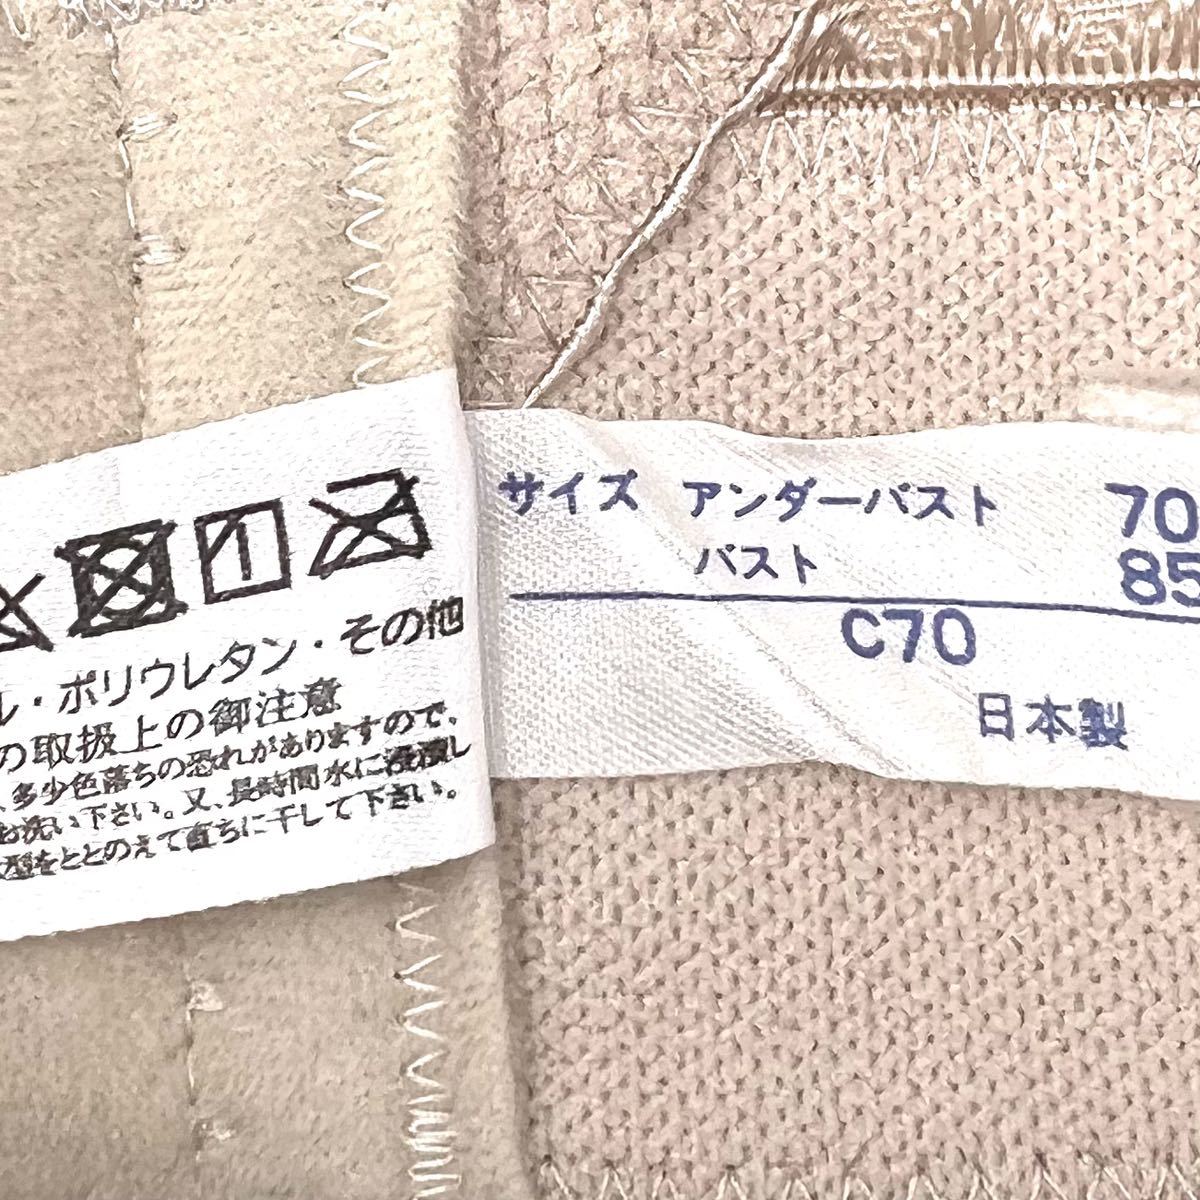 ル・ポリウレタン・その他
の取扱上の御注意
、多少色落ちの恐れがありますので、
お洗い下さい。又、長時間水に浸漬し
型をととのえて直ちに干して下さい。
サイズ アンダーバスト 70
バスト 85
C70
日本製